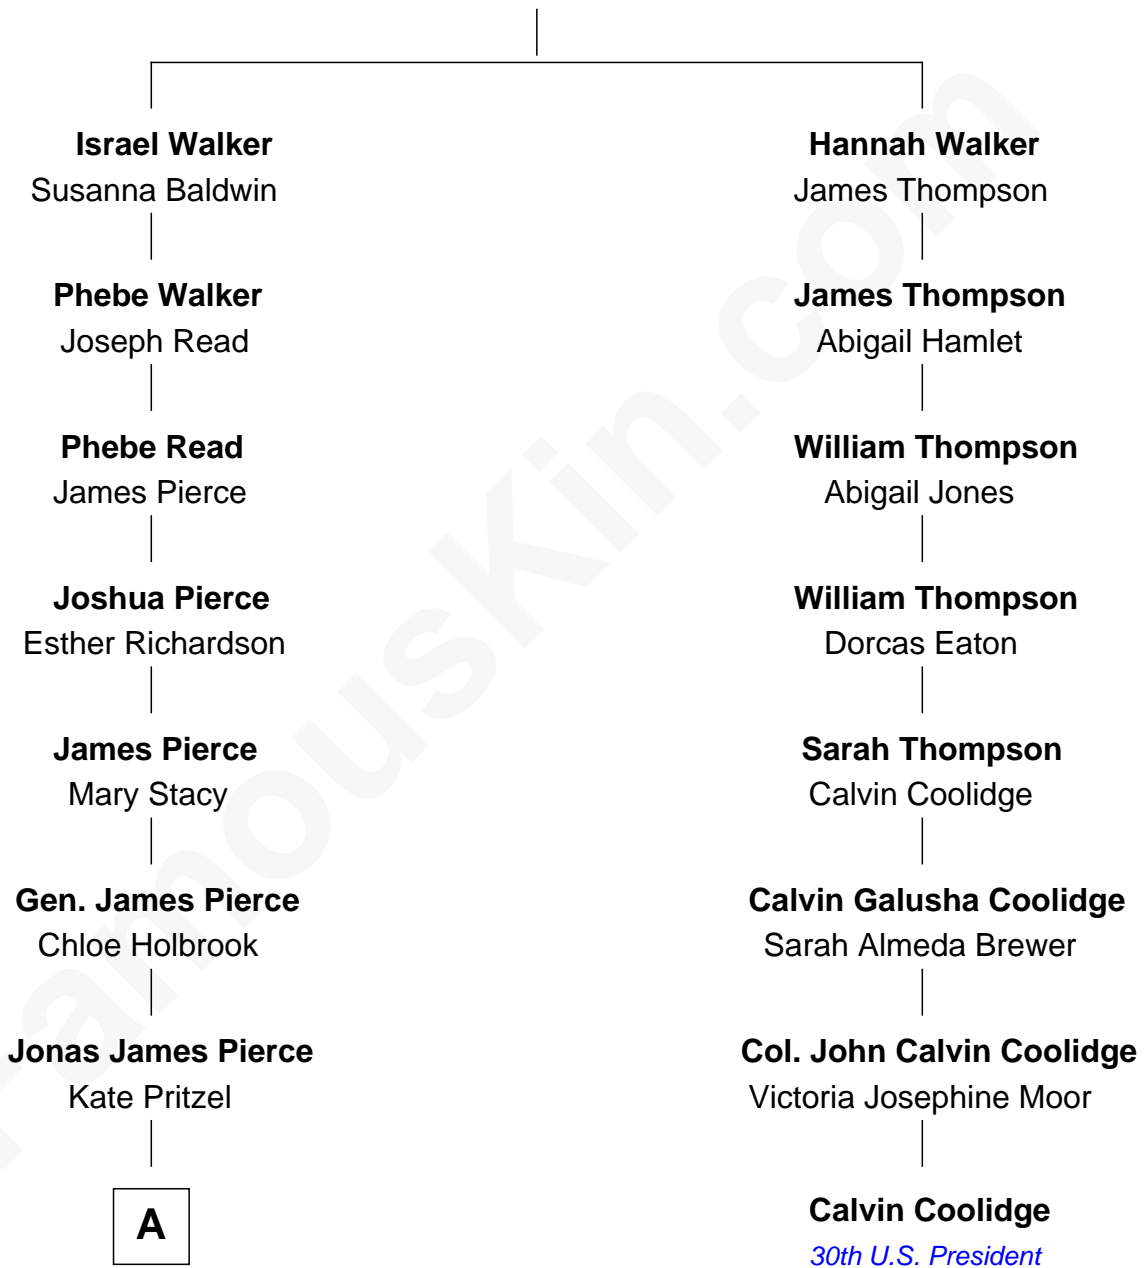 Israel Walker
Susanna Baldwin
Phebe Walker
Joseph Read
Phebe Read
James Pierce
Joshua Pierce
Esther Richardson
James Pierce
Mary Stacy
Gen. James Pierce
Chloe Holbrook
Jonas James Pierce
Kate Pritzel
A
Hannah Walker
James Thompson
James Thompson
Abigail Hamlet
William Thompson
Abigail Jones
William Thompson
Dorcas Eaton
Sarah Thompson
Calvin Coolidge
Calvin Galusha Coolidge
Sarah Almeda Brewer
Col. John Calvin Coolidge
Victoria Josephine Moor
Calvin Coolidge
30th U.S. President
FamousKin.com